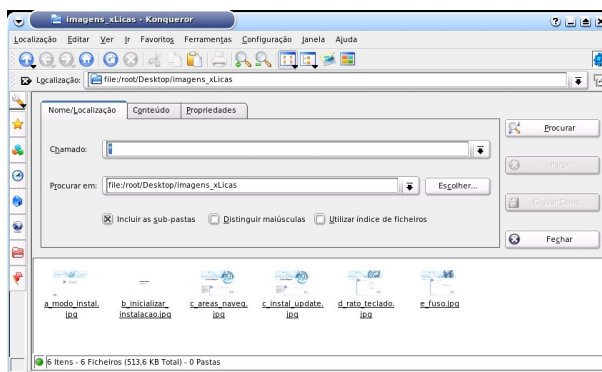 imagens_xLicas - Konqueror
Localização Editar Ver Ir Favoritos Ferramentas Configuração Janela Ajuda
Localização: file:/root/Desktop/imagens_xLicas
Nome/Localização Conteúdo Propriedades
Procurar
Chamado: *
Parar
Procurar em: file:/root/Desktop/imagens_xLicas Escolher...
Gravar Como...
Incluir as sub-pastas Distinguir maiúsculas Utilizar índice de ficheiros
Fechar
a_modo_instal. b_inicializar_ c_areas_naveg. c_instal_update. d_rato_teclado. e_fuso.jpg
jpg instalacao.jpg jpg jpg jpg
6 Itens - 6 Ficheiros (513,6 KB Total) - 0 Pastas